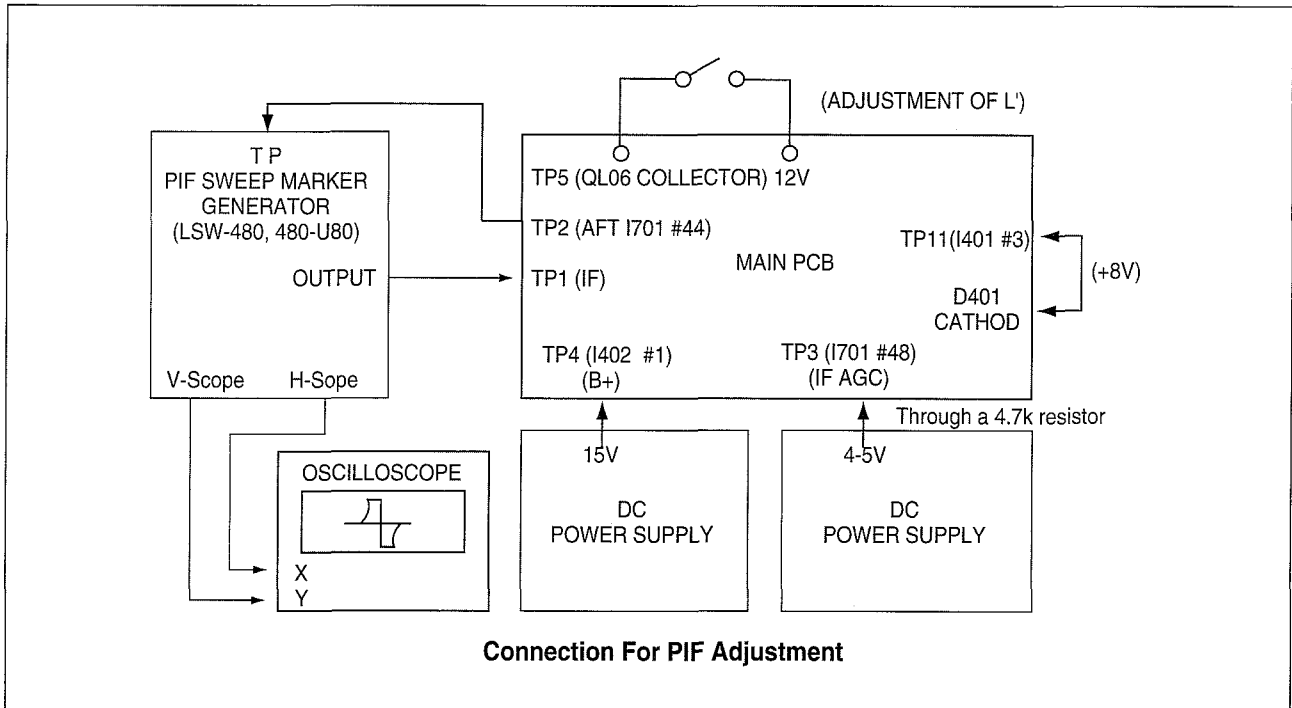 (ADJUSTMENT OF L')
T P
PIF SWEEP MARKER
GENERATOR
(LSW-480, 480-U80)
OUTPUT
V-Scope H-Sope
TP5 (QL06 COLLECTOR) 12V
TP2 (AFT I701 #44)
TP1 (IF)
MAIN PCB
TP11(I401 #3)
(+8V)
D401
CATHOD
TP4 (I402 #1)
(B+)
TP3 (I701 #48)
(IF AGC)
Through a 4.7k resistor
OSCILLOSCOPE
X
Y
15V
DC
POWER SUPPLY
4-5V
DC
POWER SUPPLY
Connection For PIF Adjustment